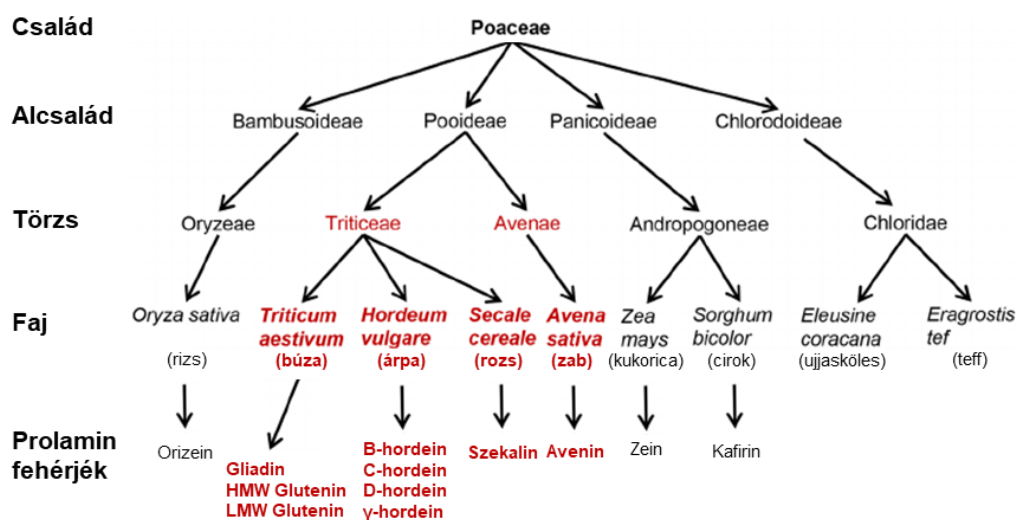 Család
Poaceae
Alcsalád
Bambusoideae Pooideae Panicoideae Chlorodoideae
Törzs
Oryzeae Triticeae Avenae Andropogoneae Chloridae
Faj
Oryza sativa
(rizs)
Triticum
aestivum
(búza)
Hordeum
vulgare
(árpa)
Secale
cereale
(rozs)
Avena
sativa
(zab)
Zea
mays
(kukorica)
Sorghum
bicolor
(cirok)
Eleusine
coracana
(ujjasköles)
Eragrostis
tef
(teff)
Prolamin
fehérjék
Orizein
Gliadin
HMW Glutenin
LMW Glutenin
B-hordein
C-hordein
D-hordein
γ-hordein
Szekalin
Avenin
Zein
Kafirin